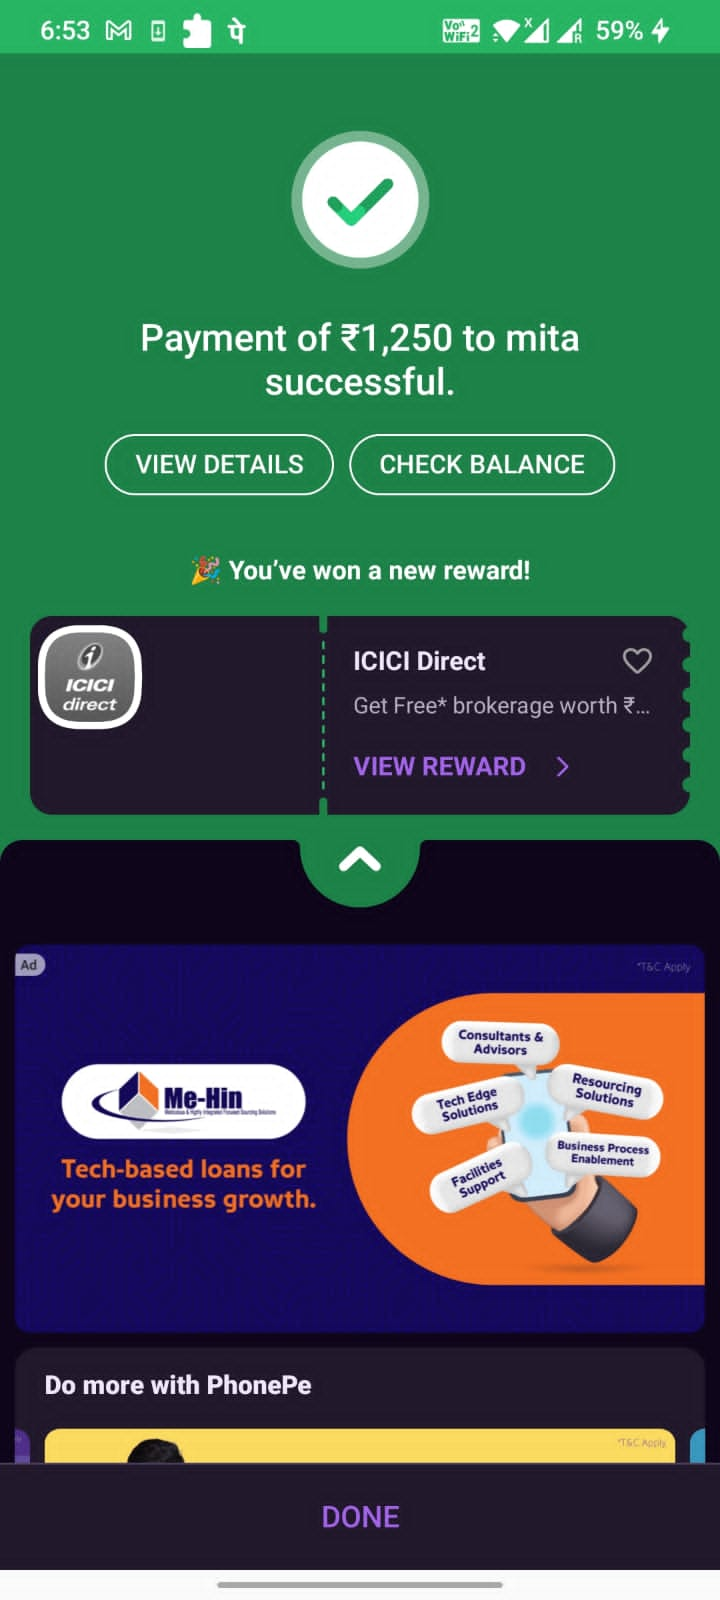 6:53
पे
Vo))
WiFi 2
X
R
59%
Payment of ₹1,250 to mita
successful.
VIEW DETAILS
CHECK BALANCE
🎉 You've won a new reward!
i
ICICI
direct
ICICI Direct
Get Free* brokerage worth ₹...
VIEW REWARD
Ad
*T&C Apply
Me-Hin
Consultants &
Advisors
Tech Edge
Solutions
Resourcing
Solutions
Business Process
Enablement
Facilities
Support
Tech-based loans for
your business growth.
Do more with PhonePe
*T&C Apply
DONE